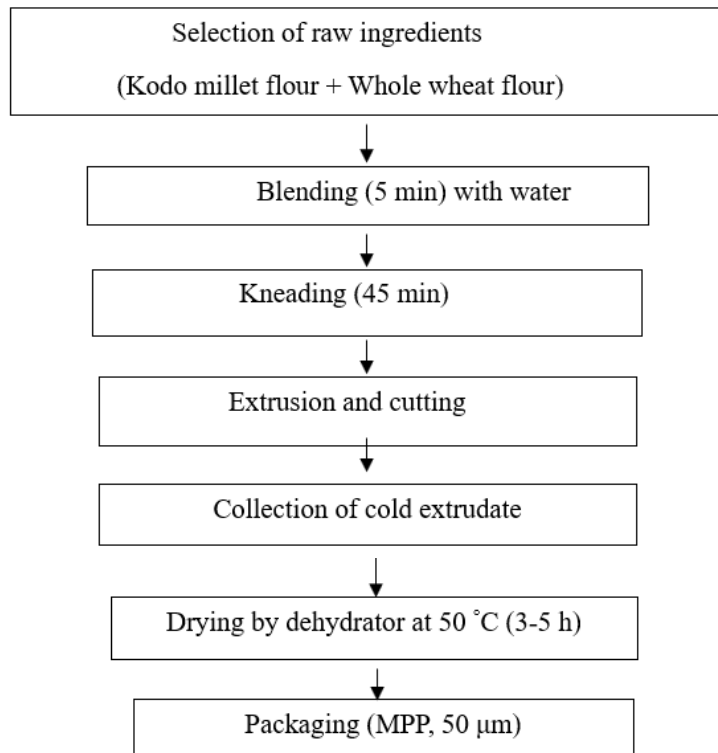 Selection of raw ingredients
(Kodo millet flour + Whole wheat flour)
Blending (5 min) with water
Kneading (45 min)
Extrusion and cutting
Collection of cold extrudate
Drying by dehydrator at 50 ˚C (3-5 h)
Packaging (MPP, 50 μm)